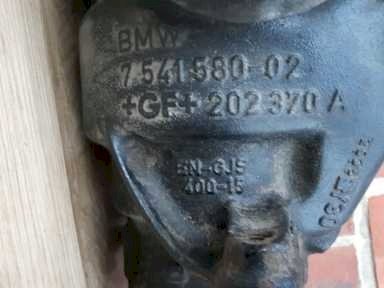 BMW
7 541 580-02
+GF+ 202 370 A
EN-GJS
400-15